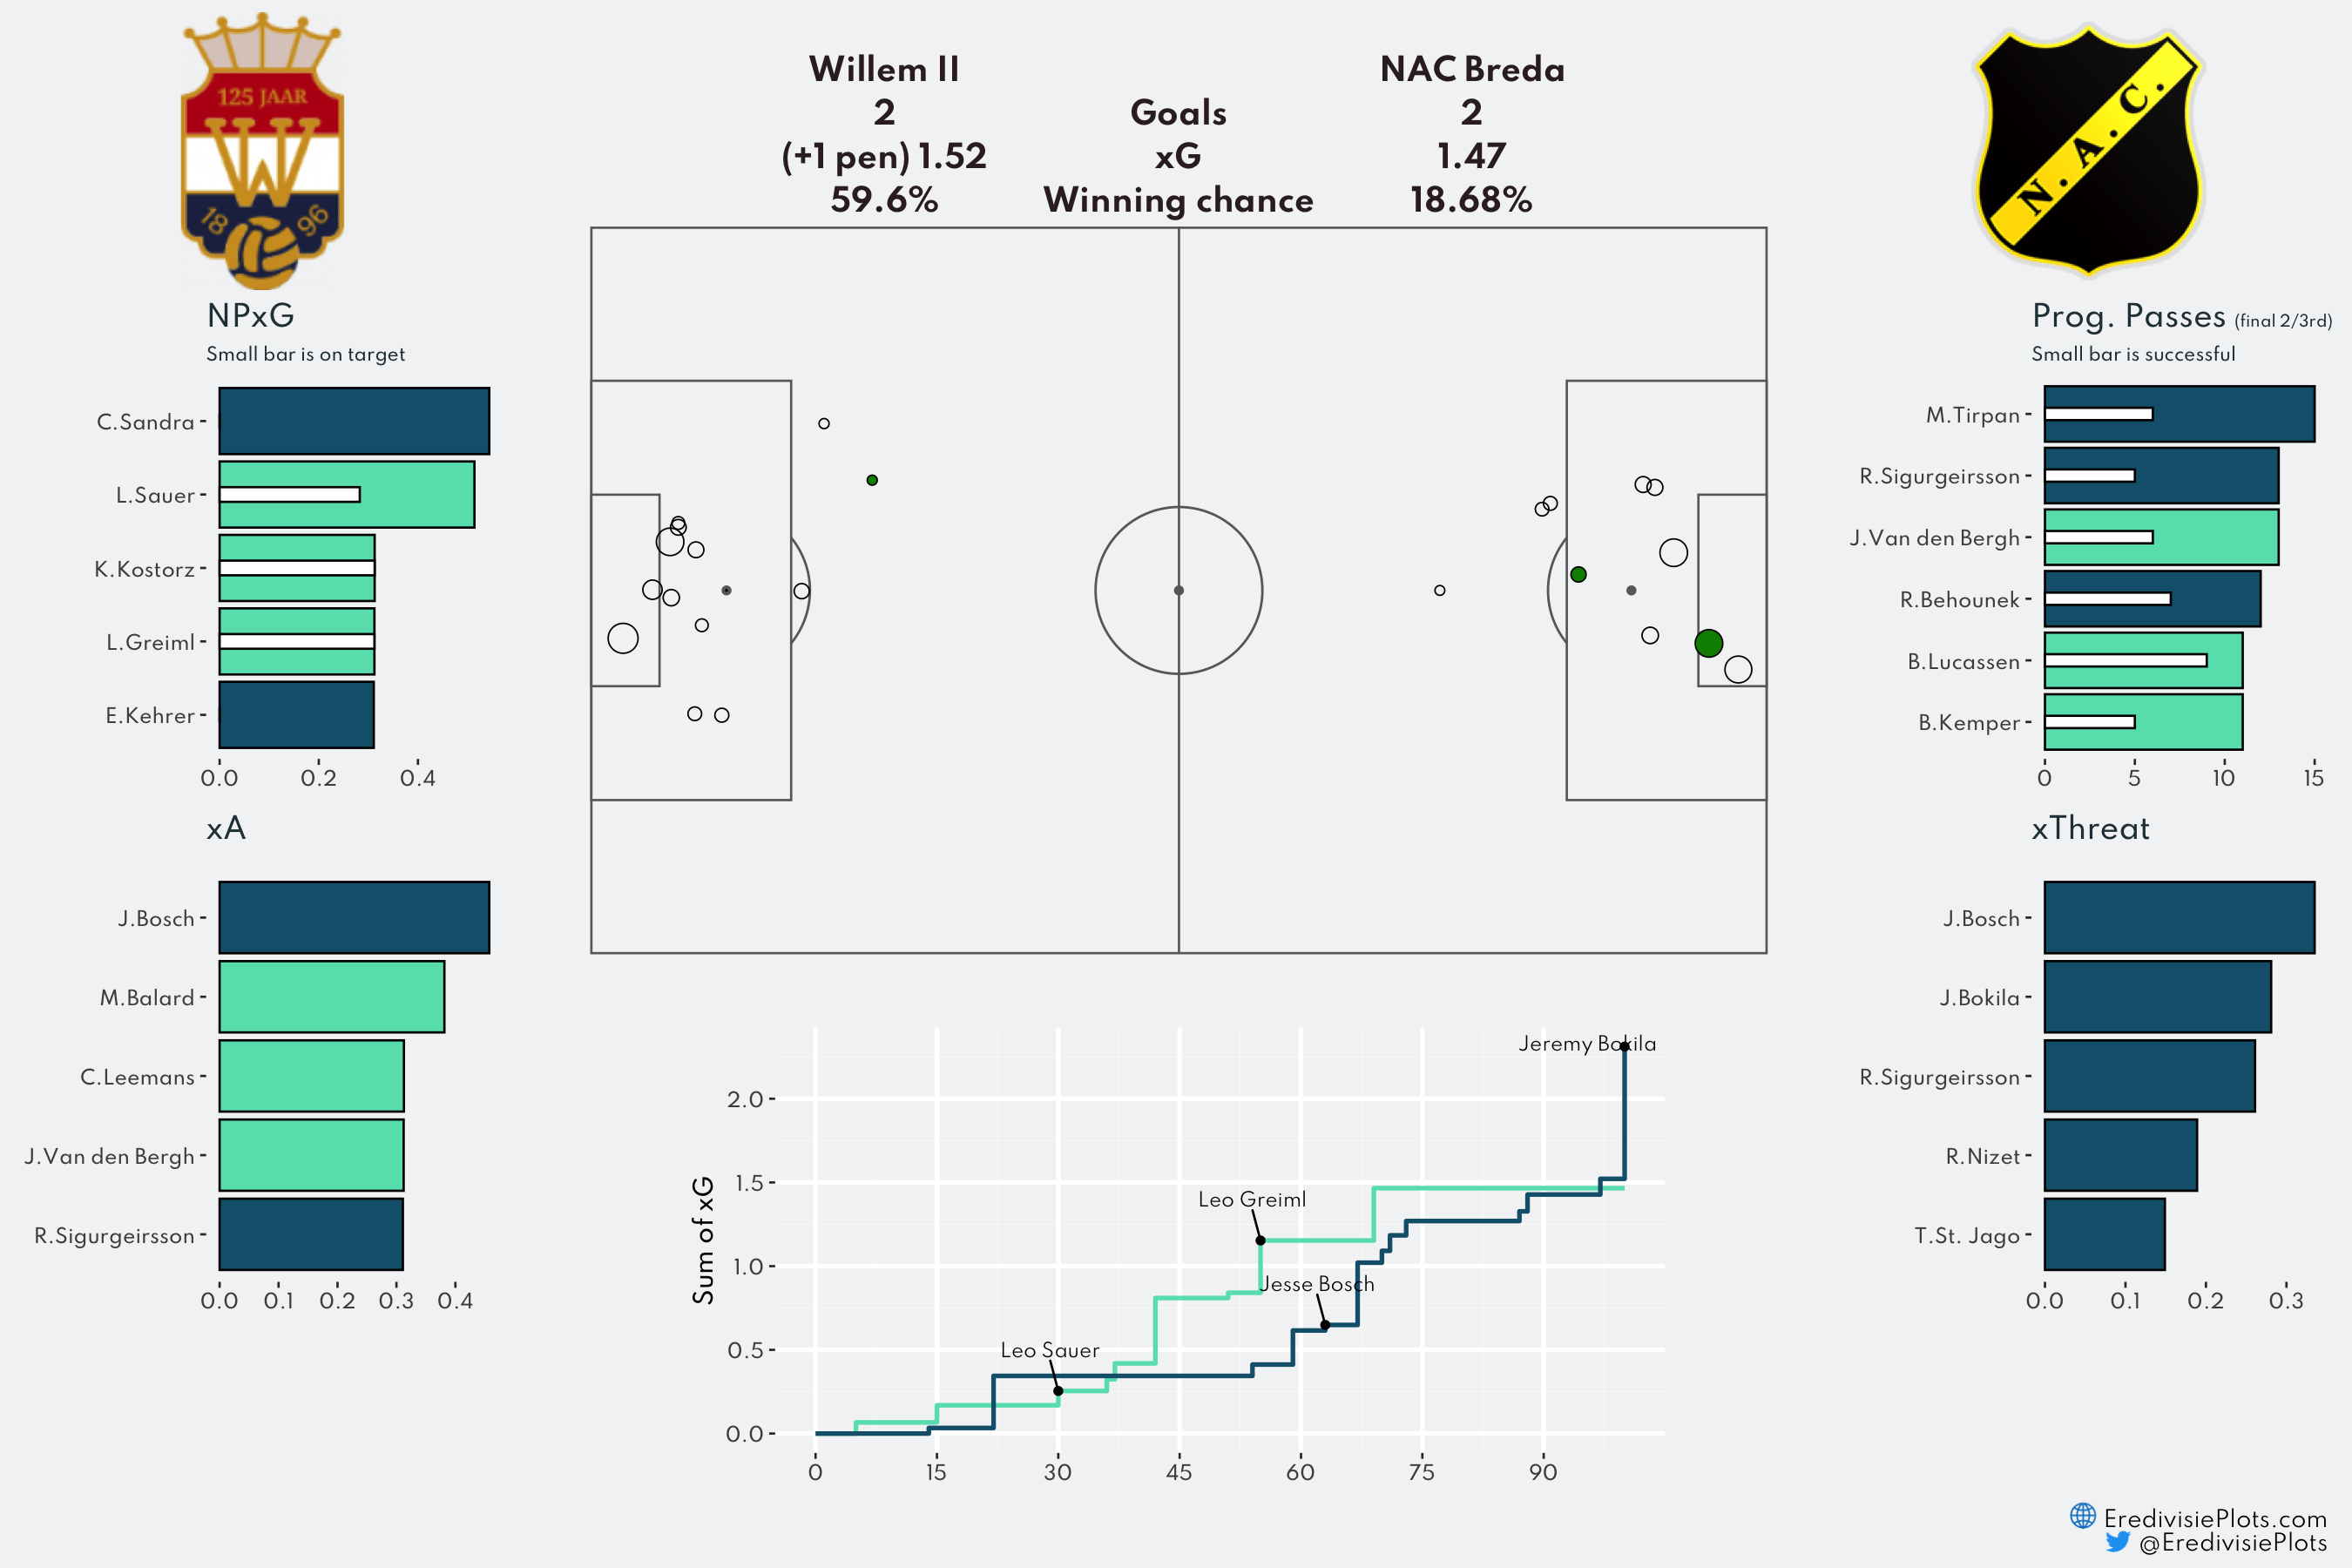 125 JAAR
W
18 96
N.A.C.
Willem II NAC Breda
2 Goals 2
(+1 pen) 1.52 xG 1.47
59.6% Winning chance 18.68%
NPxG
Small bar is on target
C.Sandra
L.Sauer
K.Kostorz
L.Greiml
E.Kehrer
0.0 0.2 0.4
xA
J.Bosch
M.Balard
C.Leemans
J.Van den Bergh
R.Sigurgeirsson
0.0 0.1 0.2 0.3 0.4
Sum of xG
2.0
1.5
1.0
0.5
0.0
Jeremy Bokila
Leo Greiml
Jesse Bosch
Leo Sauer
0 15 30 45 60 75 90
Prog. Passes (final 2/3rd)
Small bar is successful
M.Tirpan
R.Sigurgeirsson
J.Van den Bergh
R.Behounek
B.Lucassen
B.Kemper
0 5 10 15
xThreat
J.Bosch
J.Bokila
R.Sigurgeirsson
R.Nizet
T.St. Jago
0.0 0.1 0.2 0.3
EredivisiePlots.com
@EredivisiePlots